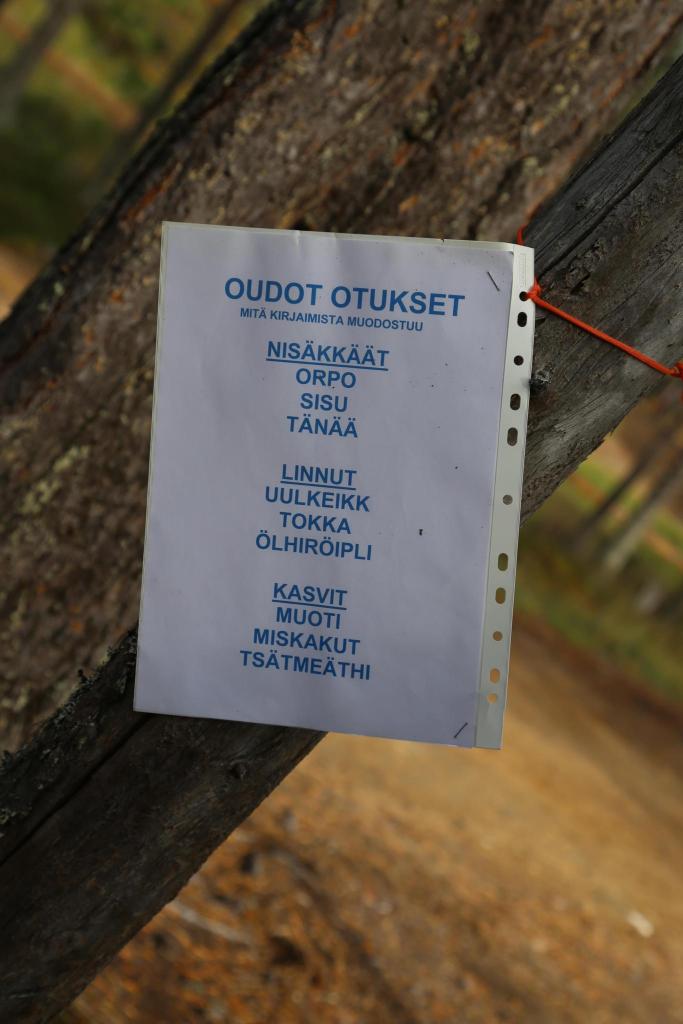 OUDOT OTUKSET
MITÄ KIRJAIMISTA MUODOSTUU
NISÄKKÄÄT
ORPO
SISU
TÄNÄÄ
LINNUT
UULKEIKK
TOKKA
ÖLHIRÖIPLI
KASVIT
MUOTI
MISKAKUT
TSÄTMEÄTHI